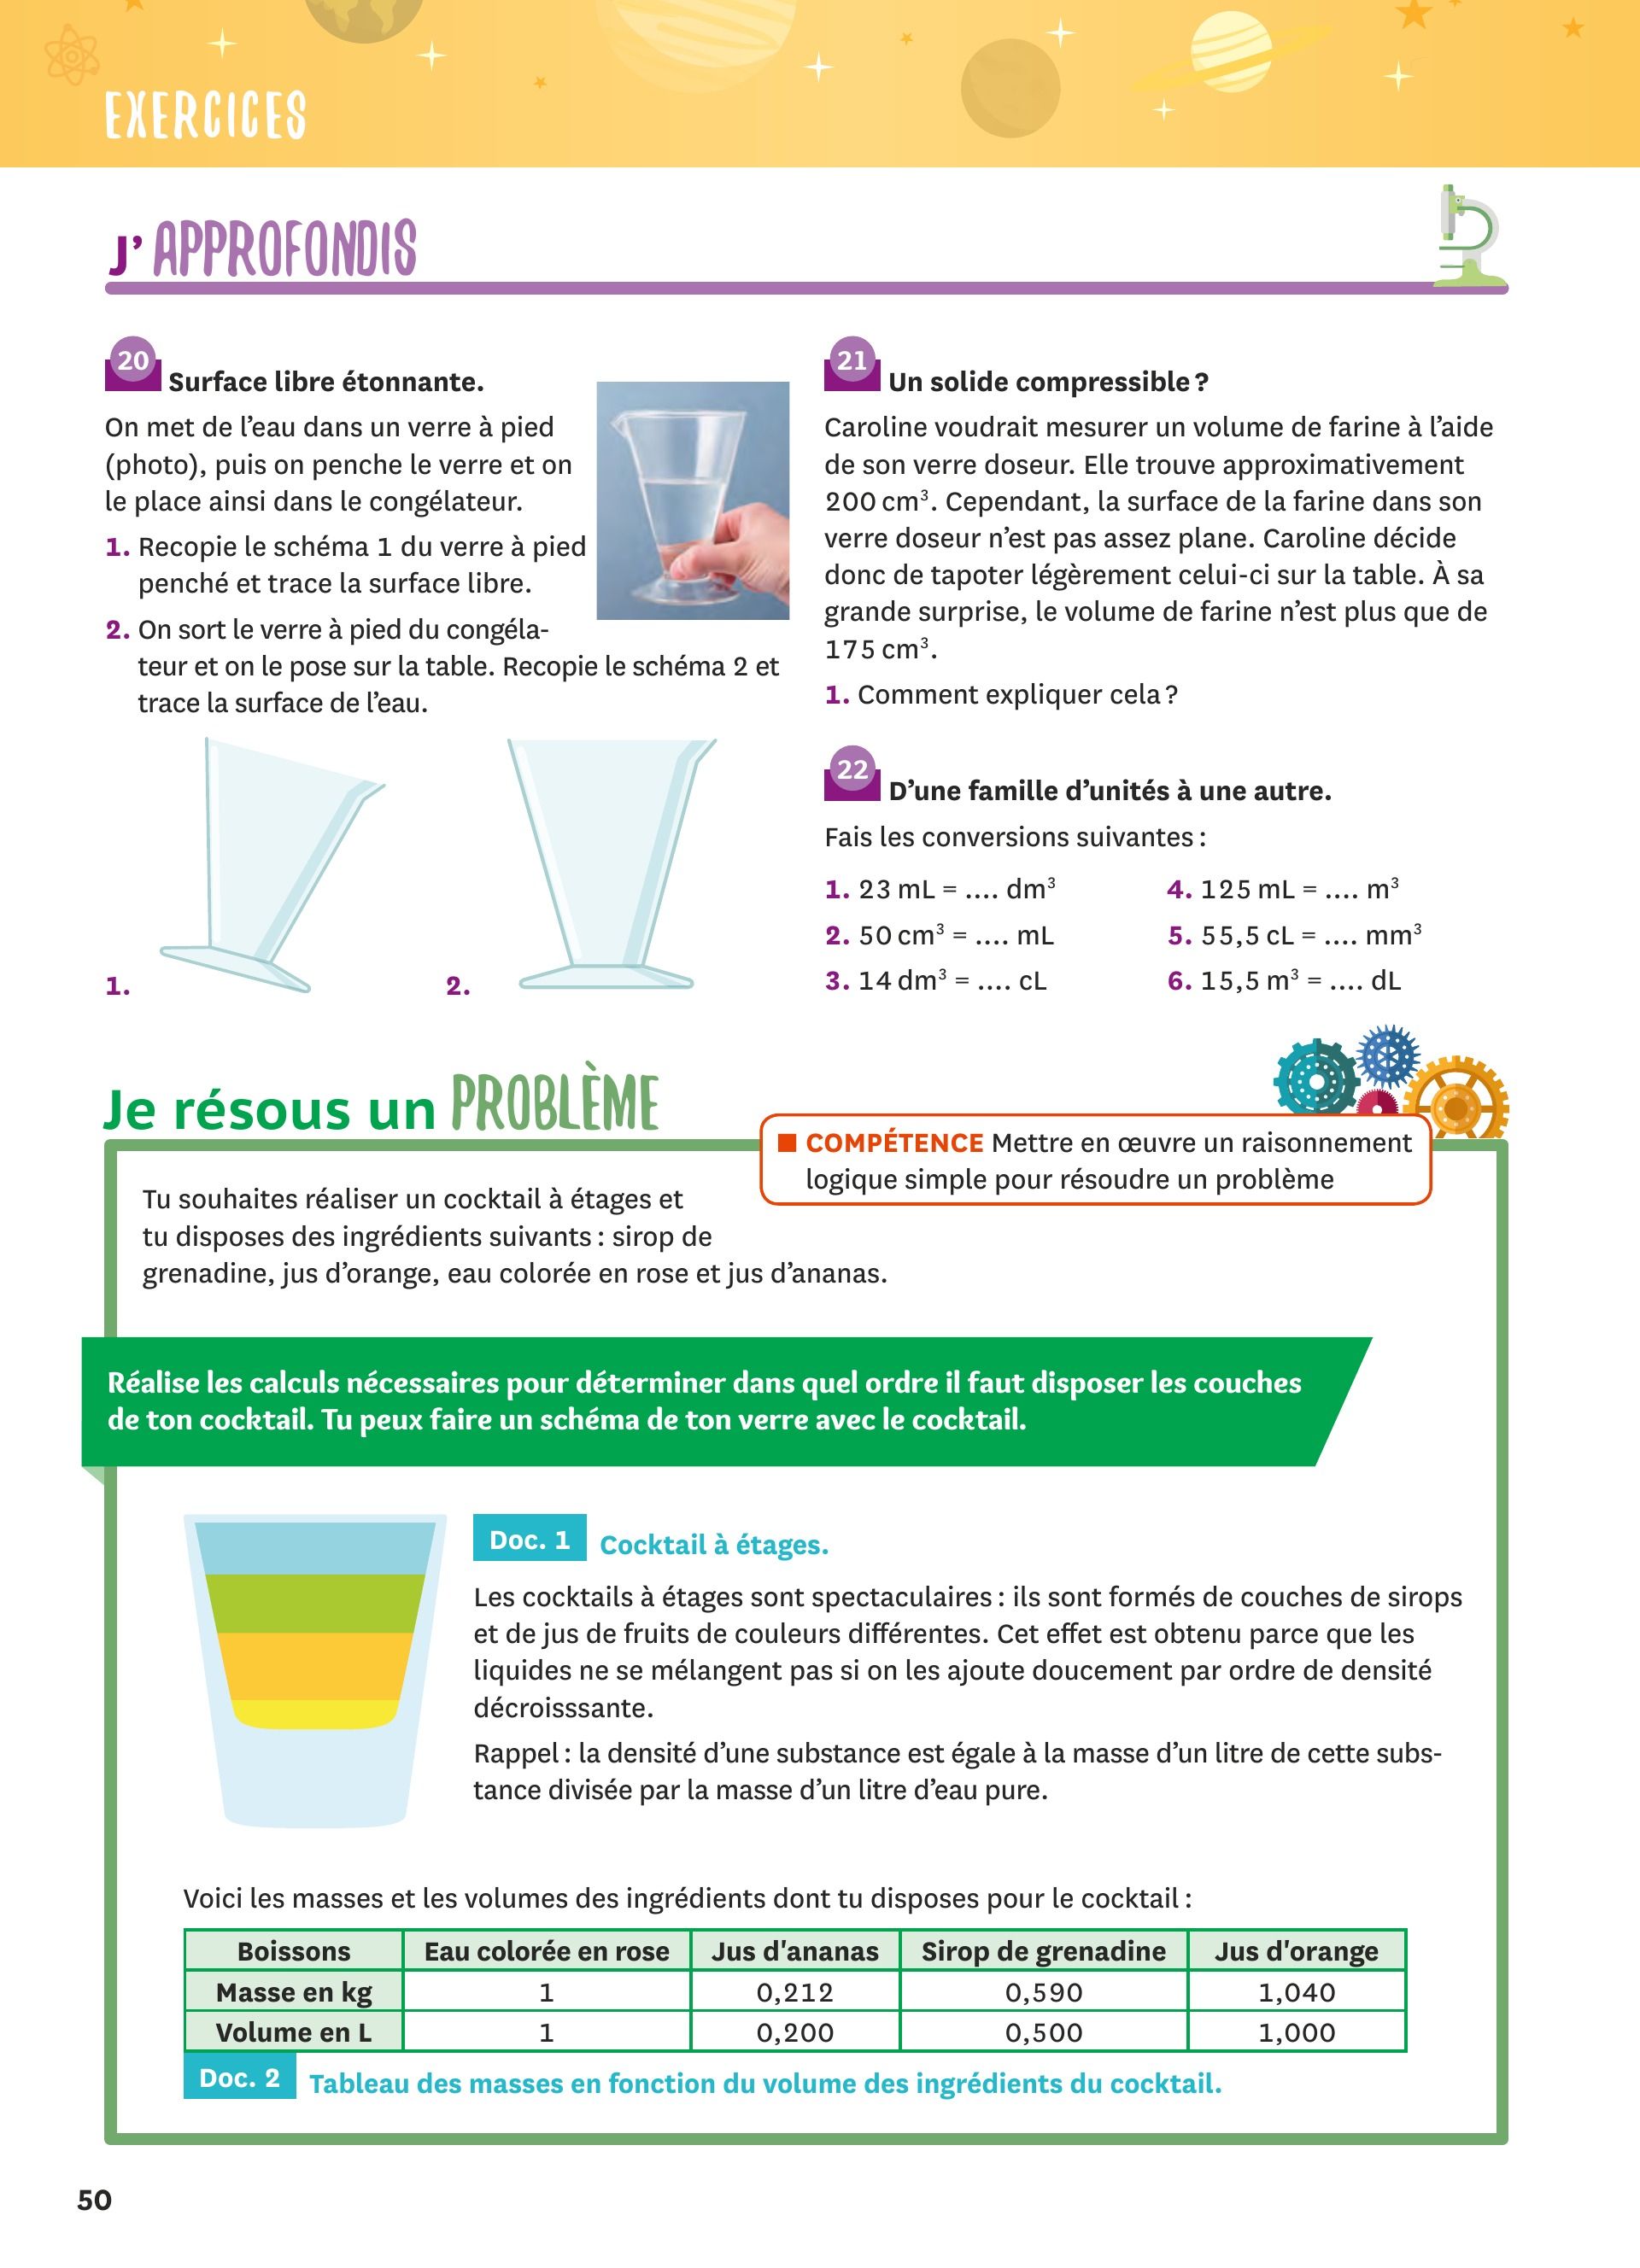 EXERCICES
J’APPROFONDIS
20 Surface libre étonnante.
On met de l’eau dans un verre à pied
(photo), puis on penche le verre et on
le place ainsi dans le congélateur.
1. Recopie le schéma 1 du verre à pied
penché et trace la surface libre.
2. On sort le verre à pied du congéla-
teur et on le pose sur la table. Recopie le schéma 2 et
trace la surface de l’eau.
1.
2.
21 Un solide compressible ?
Caroline voudrait mesurer un volume de farine à l’aide
de son verre doseur. Elle trouve approximativement
200 cm³. Cependant, la surface de la farine dans son
verre doseur n’est pas assez plane. Caroline décide
donc de tapoter légèrement celui-ci sur la table. À sa
grande surprise, le volume de farine n’est plus que de
175 cm³.
1. Comment expliquer cela ?
22 D’une famille d’unités à une autre.
Fais les conversions suivantes :
1. 23 mL = .... dm³
2. 50 cm³ = .... mL
3. 14 dm³ = .... cL
4. 125 mL = .... m³
5. 55,5 cL = .... mm³
6. 15,5 m³ = .... dL
Je résous un PROBLÈME
COMPÉTENCE Mettre en œuvre un raisonnement
logique simple pour résoudre un problème
Tu souhaites réaliser un cocktail à étages et
tu disposes des ingrédients suivants : sirop de
grenadine, jus d’orange, eau colorée en rose et jus d’ananas.
Réalise les calculs nécessaires pour déterminer dans quel ordre il faut disposer les couches
de ton cocktail. Tu peux faire un schéma de ton verre avec le cocktail.
Doc. 1 Cocktail à étages.
Les cocktails à étages sont spectaculaires : ils sont formés de couches de sirops
et de jus de fruits de couleurs différentes. Cet effet est obtenu parce que les
liquides ne se mélangent pas si on les ajoute doucement par ordre de densité
décroisssante.
Rappel : la densité d’une substance est égale à la masse d’un litre de cette subs-
tance divisée par la masse d’un litre d’eau pure.
Voici les masses et les volumes des ingrédients dont tu disposes pour le cocktail :
Boissons Eau colorée en rose Jus d'ananas Sirop de grenadine Jus d'orange
Masse en kg 1 0,212 0,590 1,040
Volume en L 1 0,200 0,500 1,000
Doc. 2 Tableau des masses en fonction du volume des ingrédients du cocktail.
50